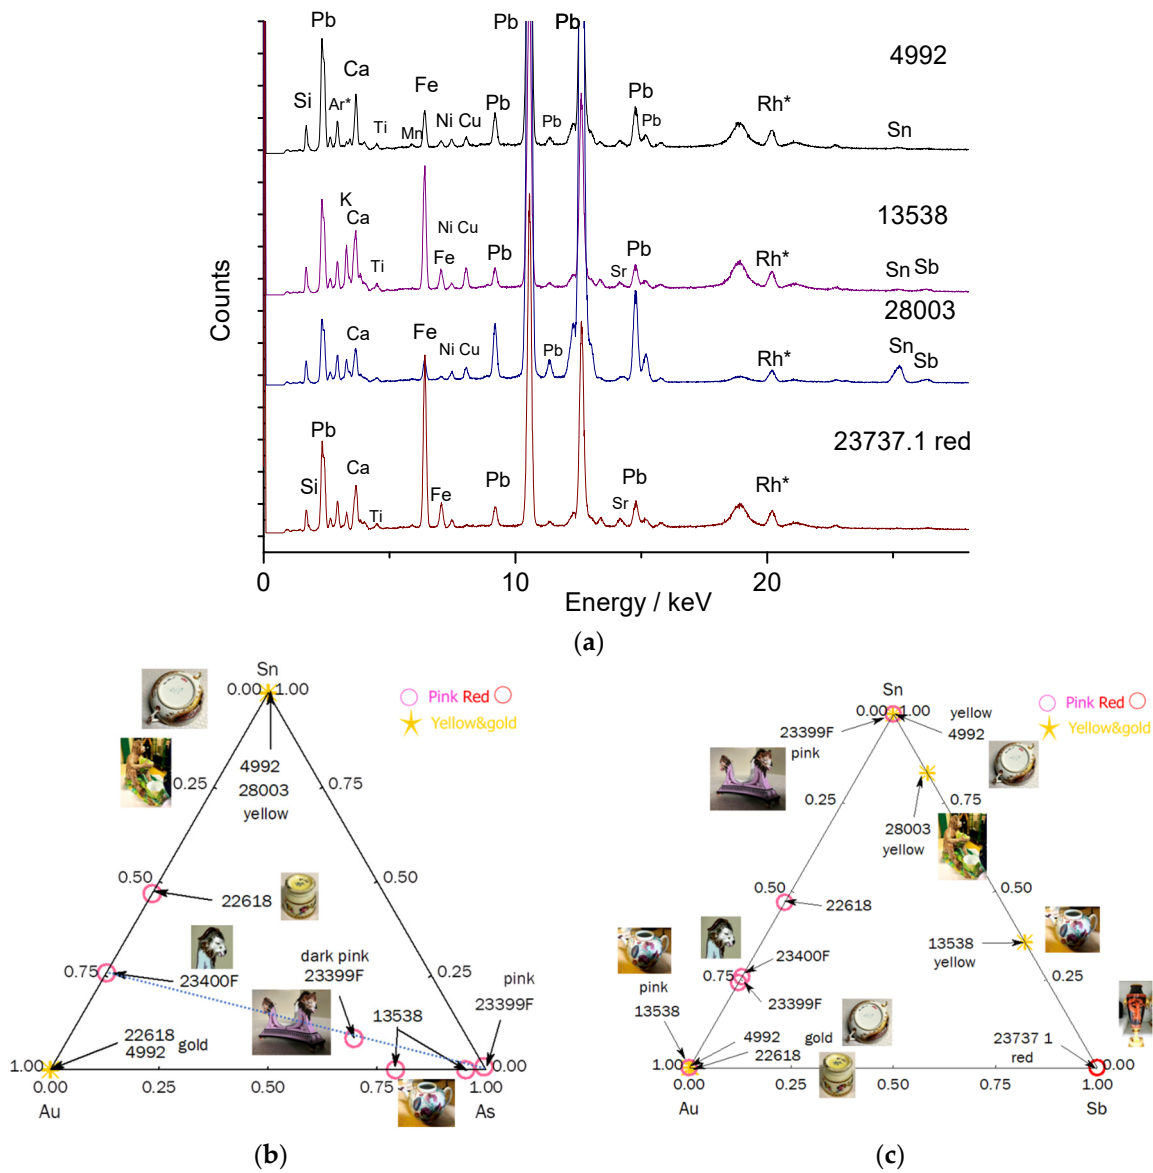 Pb Pb Pb 4992
Si Ar* Ca Ti Mn Fe Ni Cu Pb Pb Pb Pb Rh* Sn
K Ca Ti Ni Cu Fe Pb Sr Pb Rh* 13538 Sn Sb
Ca Fe Ni Cu Pb Rh* 28003 Sn Sb
Pb Si Ca Ti Fe Pb Sr Pb Rh* 23737.1 red
Counts
0 10 20
Energy / keV
(a)
Sn
0.00 1.00
Pink Red
Yellow&gold
4992
28003
yellow
0.25 0.75
0.50 0.50
22618
23400F
dark pink
23399F
0.75 0.25
13538
pink
23399F
22618
4992
gold
1.00 0.00
0.00 0.25 0.50 0.75 1.00
Au As
(b)
Sn
0.00 1.00
Pink Red
Yellow&gold
23399F
pink
yellow
4992
0.25 0.75
28003
yellow
0.50 0.50
22618
13538
yellow
23400F
0.75 0.25
23399F
pink
13538
4992
22618
gold
23737 1
red
1.00 0.00
0.00 0.25 0.50 0.75 1.00
Au Sb
(c)